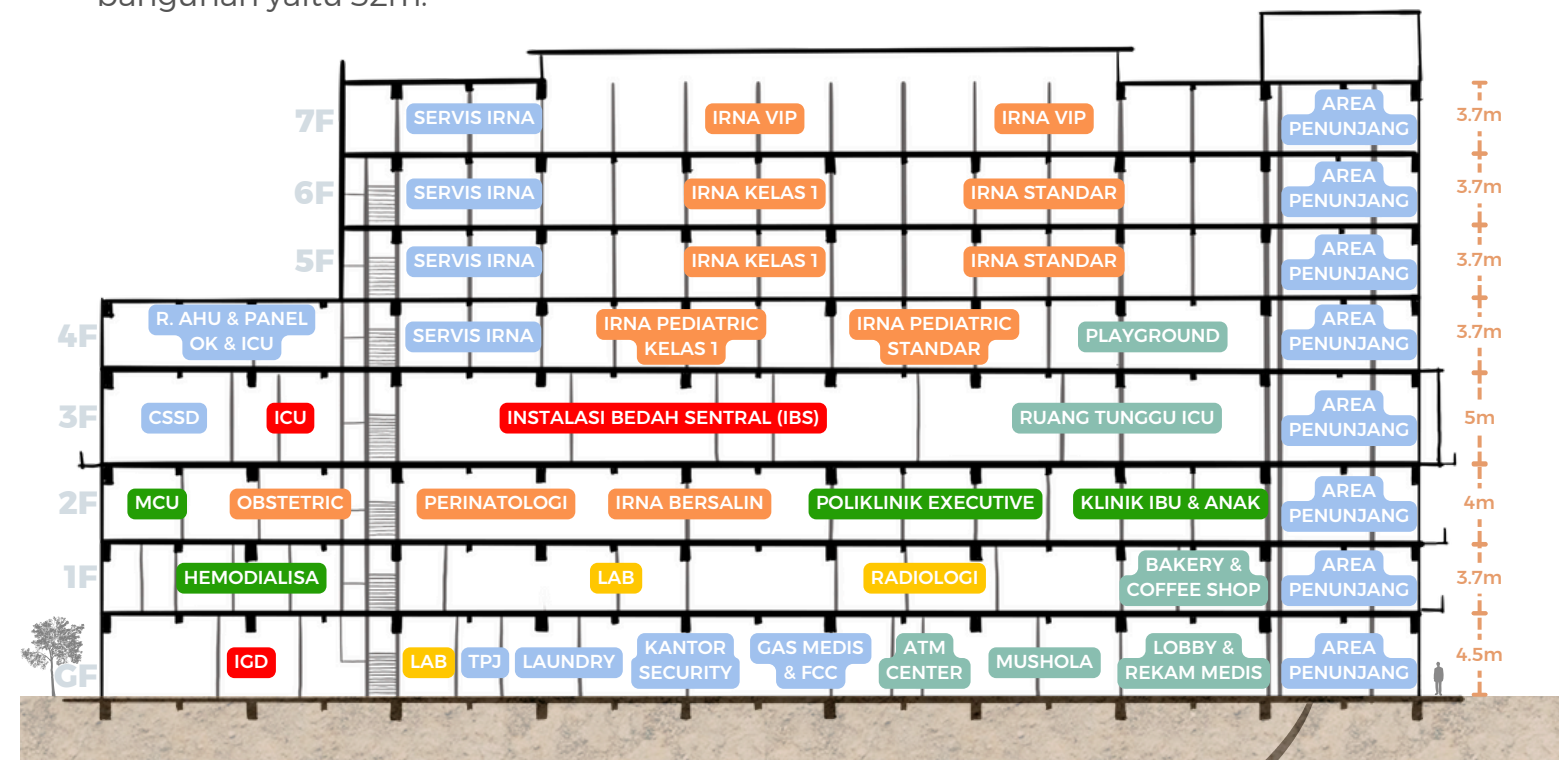 bangunan yaitu 32m.
7F
SERVIS IRNA
IRNA VIP
IRNA VIP
AREA
PENUNJANG
3.7m
6F
SERVIS IRNA
IRNA KELAS 1
IRNA STANDAR
AREA
PENUNJANG
3.7m
5F
SERVIS IRNA
IRNA KELAS 1
IRNA STANDAR
AREA
PENUNJANG
3.7m
4F
R. AHU & PANEL
OK & ICU
SERVIS IRNA
IRNA PEDIATRIC
KELAS 1
IRNA PEDIATRIC
STANDAR
PLAYGROUND
AREA
PENUNJANG
3.7m
3F
CSSD
ICU
INSTALASI BEDAH SENTRAL (IBS)
RUANG TUNGGU ICU
AREA
PENUNJANG
5m
2F
MCU
OBSTETRIC
PERINATOLOGI
IRNA BERSALIN
POLIKLINIK EXECUTIVE
KLINIK IBU & ANAK
AREA
PENUNJANG
4m
1F
HEMODIALISA
LAB
RADIOLOGI
BAKERY &
COFFEE SHOP
AREA
PENUNJANG
3.7m
GF
IGD
LAB
TPJ
LAUNDRY
KANTOR
SECURITY
GAS MEDIS
& FCC
ATM
CENTER
MUSHOLA
LOBBY &
REKAM MEDIS
AREA
PENUNJANG
4.5m